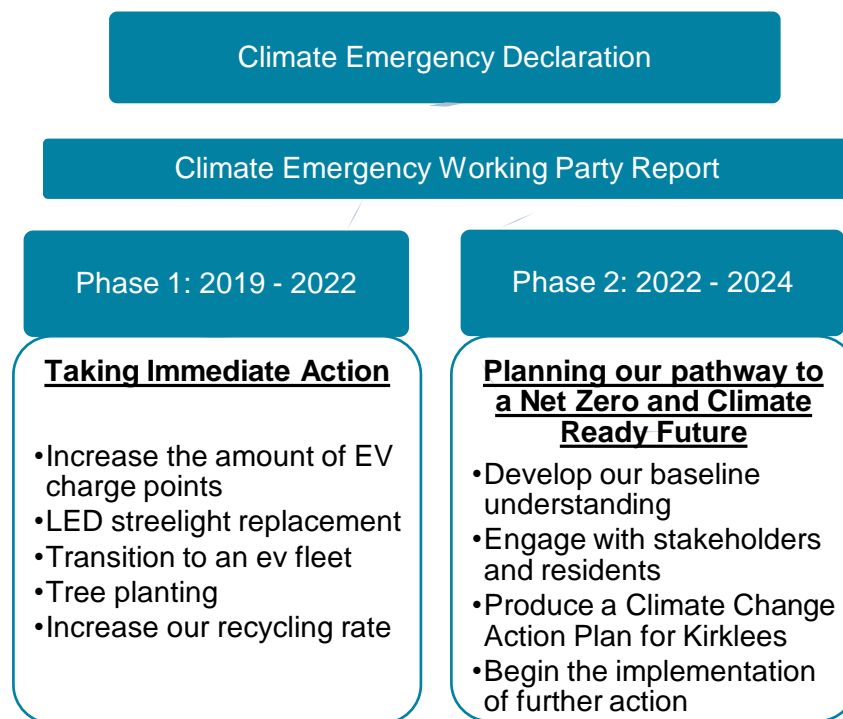 Climate Emergency Declaration
Climate Emergency Working Party Report
Phase 1: 2019 - 2022
Taking Immediate Action
•Increase the amount of EV
charge points
•LED streelight replacement
•Transition to an ev fleet
•Tree planting
•Increase our recycling rate
Phase 2: 2022 - 2024
Planning our pathway to
a Net Zero and Climate
Ready Future
•Develop our baseline
understanding
•Engage with stakeholders
and residents
•Produce a Climate Change
Action Plan for Kirklees
•Begin the implementation
of further action